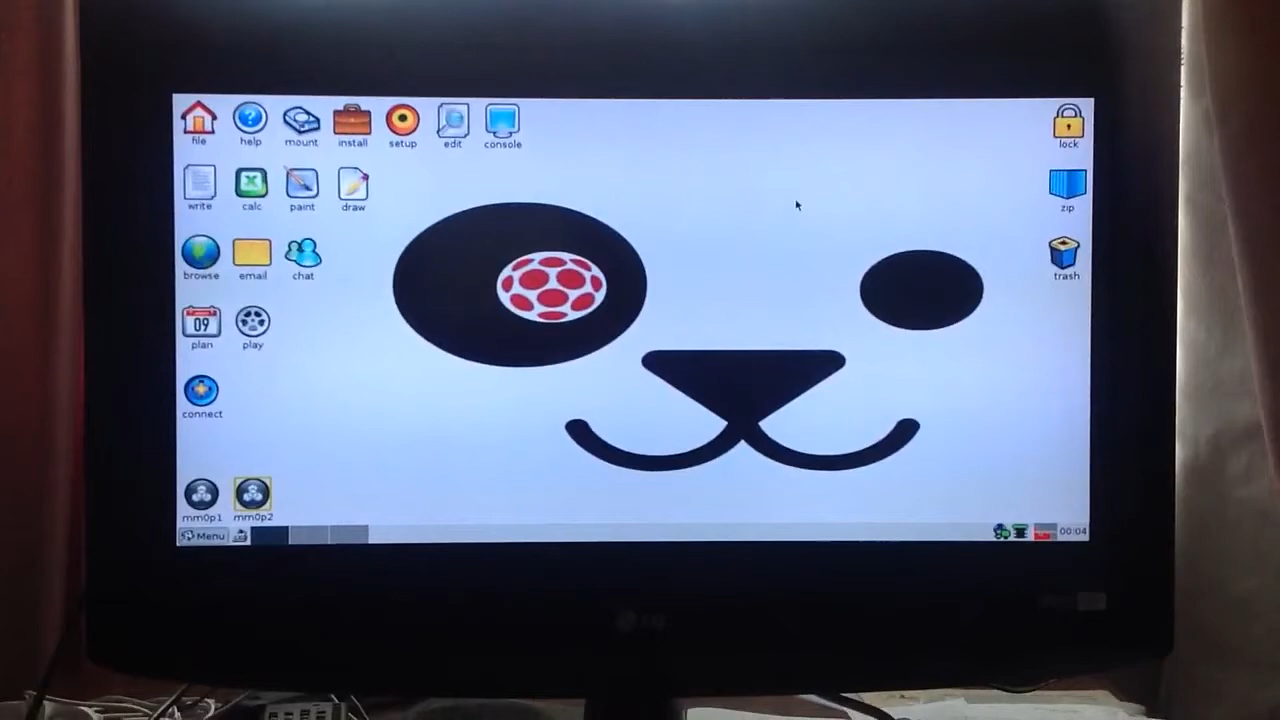 file help mount install setup edit console lock
write calc paint draw zip
browse email chat trash
09
plan play
connect
mm0p1 mm0p2
Menu 00:04
LG